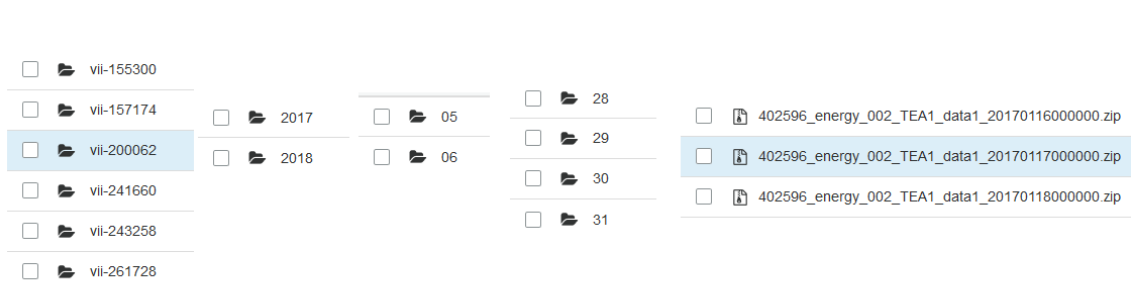 vii-155300
vii-157174
vii-200062
vii-241660
vii-243258
vii-261728
2017
2018
05
06
28
29
30
31
402596_energy_002_TEA1_data1_20170116000000.zip
402596_energy_002_TEA1_data1_20170117000000.zip
402596_energy_002_TEA1_data1_20170118000000.zip